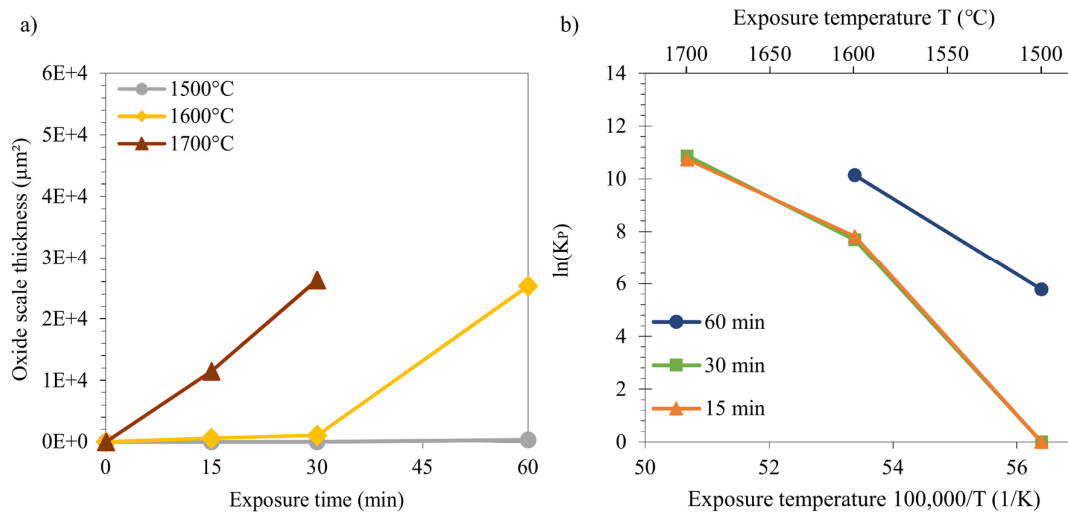 a)
6E+4
5E+4
4E+4
3E+4
2E+4
1E+4
0E+0
Oxide scale thickness (µm²)
1500°C
1600°C
1700°C
0 15 30 45 60
Exposure time (min)
b)
Exposure temperature T (°C)
1700 1650 1600 1550 1500
14
12
10
8
6
4
2
0
ln(KP)
60 min
30 min
15 min
50 52 54 56
Exposure temperature 100,000/T (1/K)